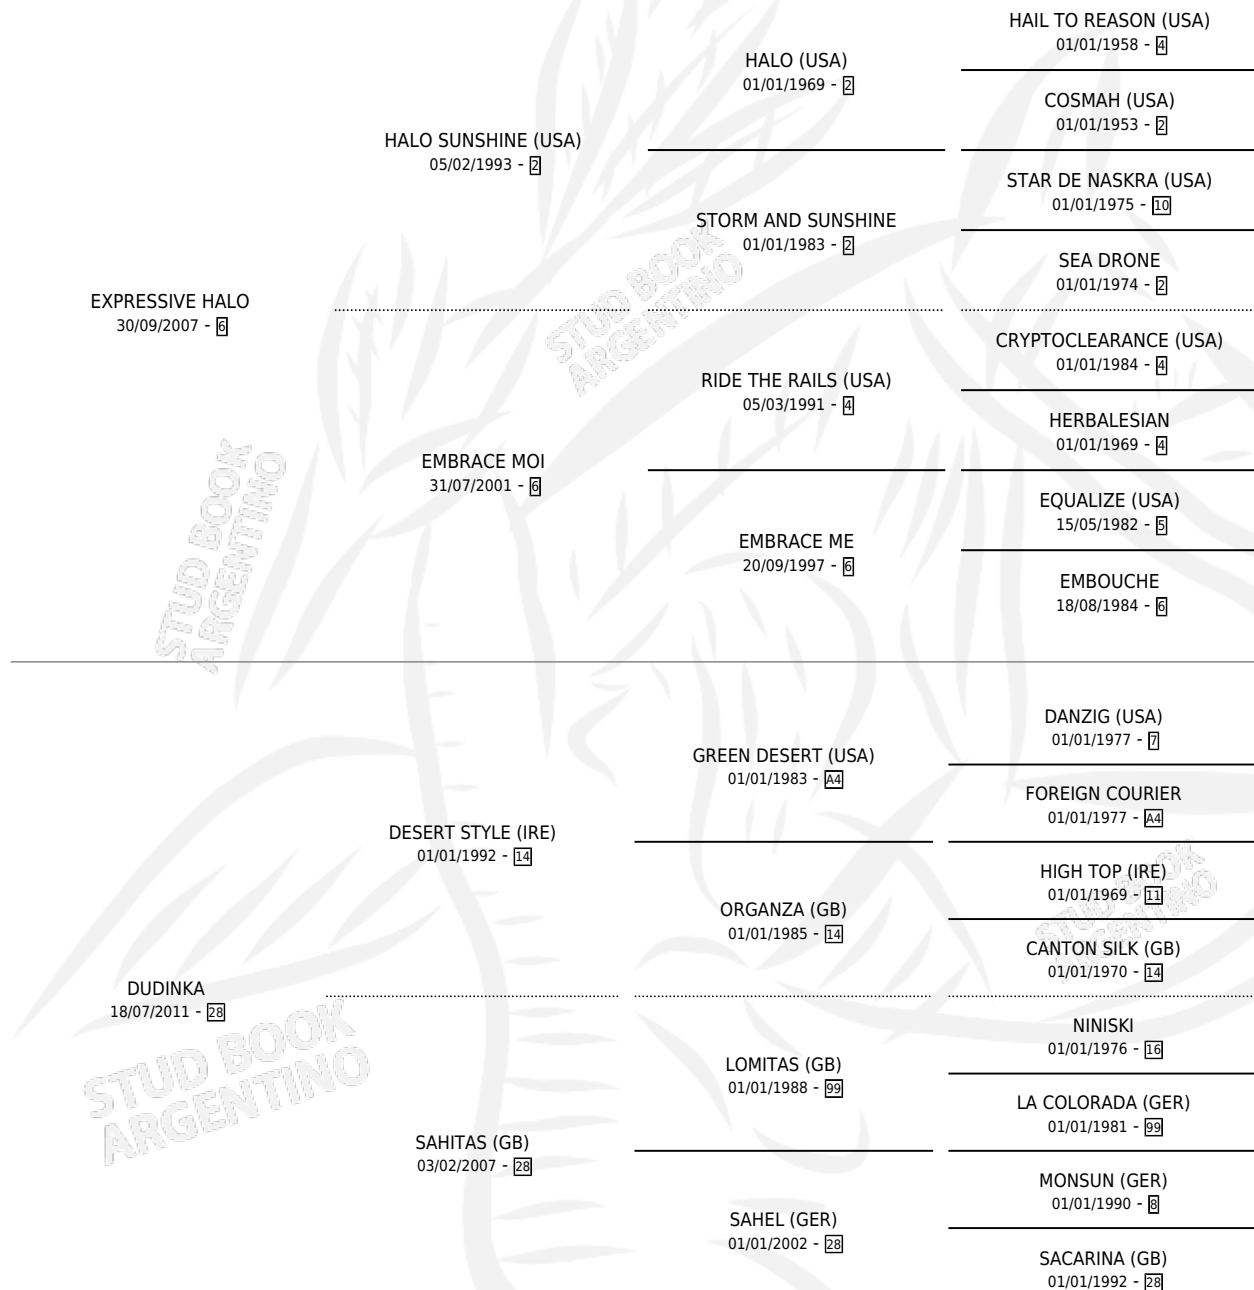 HAIL TO REASON (USA)
01/01/1958 - 4
HALO (USA)
01/01/1969 - 2
COSMAH (USA)
01/01/1953 - 2
HALO SUNSHINE (USA)
05/02/1993 - 2
STAR DE NASKRA (USA)
01/01/1975 - 10
STORM AND SUNSHINE
01/01/1983 - 2
SEA DRONE
01/01/1974 - 2
EXPRESSIVE HALO
30/09/2007 - 6
CRYPTOCLEARANCE (USA)
01/01/1984 - 4
RIDE THE RAILS (USA)
05/03/1991 - 4
HERBALESIAN
01/01/1969 - 4
EMBRACE MOI
31/07/2001 - 6
EQUALIZE (USA)
15/05/1982 - 5
EMBRACE ME
20/09/1997 - 6
EMBOUCHE
18/08/1984 - 6
DANZIG (USA)
01/01/1977 - 7
GREEN DESERT (USA)
01/01/1983 - A4
FOREIGN COURIER
01/01/1977 - A4
DESERT STYLE (IRE)
01/01/1992 - 14
HIGH TOP (IRE)
01/01/1969 - 11
ORGANZA (GB)
01/01/1985 - 14
CANTON SILK (GB)
01/01/1970 - 14
DUDINKA
18/07/2011 - 28
NINISKI
01/01/1976 - 16
LOMITAS (GB)
01/01/1988 - 99
LA COLORADA (GER)
01/01/1981 - 99
SAHITAS (GB)
03/02/2007 - 28
MONSUN (GER)
01/01/1990 - 8
SAHEL (GER)
01/01/2002 - 28
SACARINA (GB)
01/01/1992 - 28
STUD BOOK
ARGENTINO
STUD BOOK
ARGENTINO
STUD BOOK
ARGENTINO
STUD BOOK
ARGENTINO